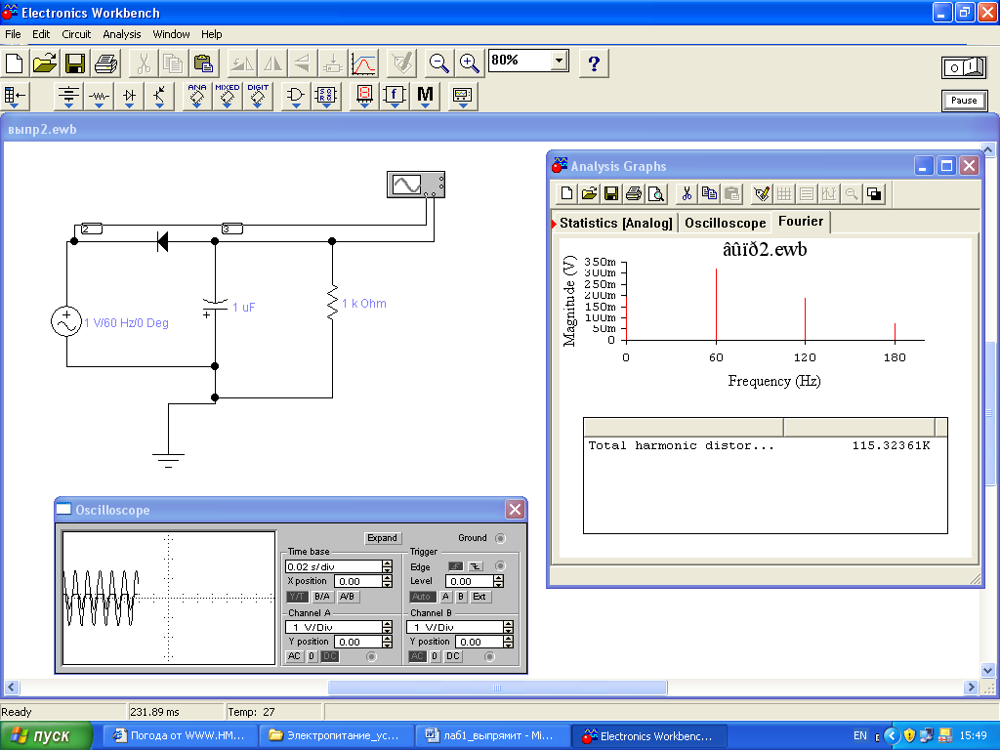 Electronics Workbench
File Edit Circuit Analysis Window Help
80%
?
ANA MIXED DIGIT
f M
Pause
выпр2.ewb
2
3
1 uF
1 k Ohm
1 V/60 Hz/0 Deg
Analysis Graphs
Statistics [Analog] Oscilloscope Fourier
âûïð2.ewb
Magnitude (V)
350m
300m
250m
200m
150m
100m
50m
0
0 60 120 180
Frequency (Hz)
Total harmonic distor... 115.32361K
Oscilloscope
Expand Ground
Time base
0.02 s/div
X position 0.00
Y/T B/A A/B
Trigger
Edge
Level 0.00
Auto A B Ext
Channel A
1 V/Div
Y position 0.00
AC 0 DC
Channel B
1 V/Div
Y position 0.00
AC 0 DC
Ready 231.89 ms Temp: 27
пуск
Погода от WWW.HM...
Электропитание_ус...
лаб1_выпрямит - Mi...
Electronics Workbenc...
EN
15:49